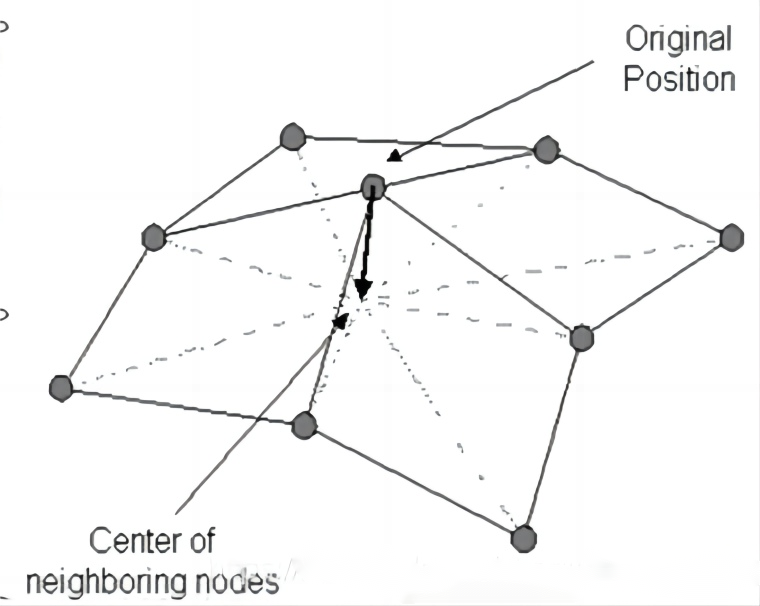 Original
Position
Center of
neighboring nodes